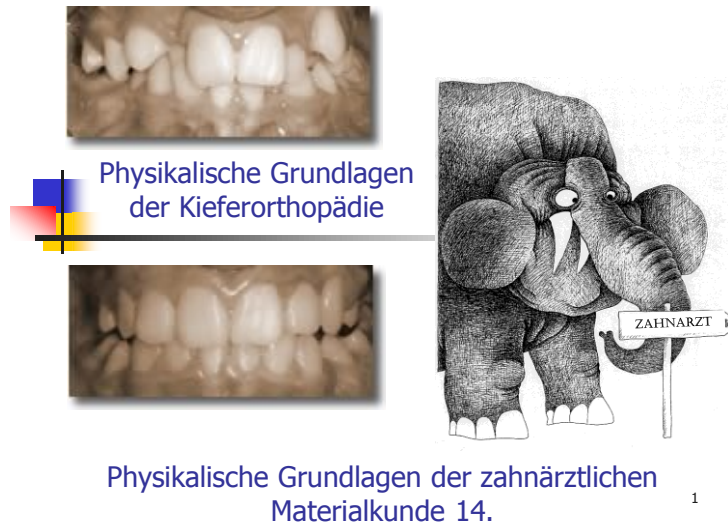 Physikalische Grundlagen
der Kieferorthopädie
ZAHNARZT
Physikalische Grundlagen der zahnärztlichen
Materialkunde 14.
1